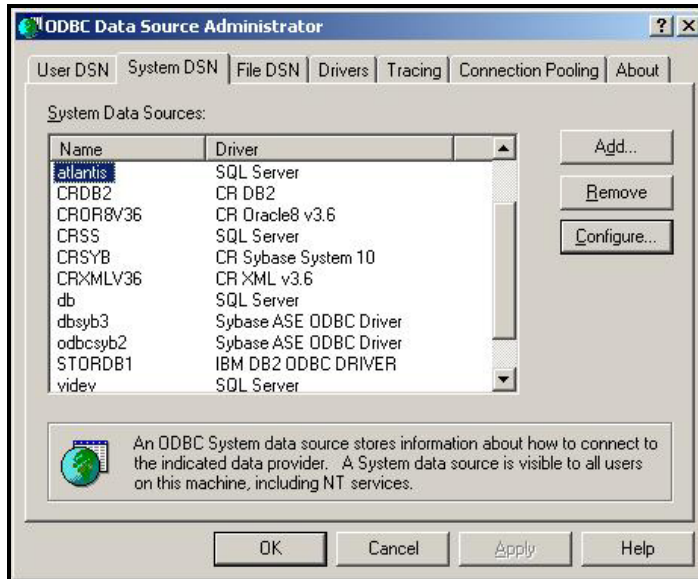 ODBC Data Source Administrator
User DSN System DSN File DSN Drivers Tracing Connection Pooling About
System Data Sources:
Name Driver
atlantis SQL Server
CRDB2 CR DB2
CROR8V36 CR Oracle8 v3.6
CRSS SQL Server
CRSYB CR Sybase System 10
CRXMLV36 CR XML v3.6
db SQL Server
dbsyb3 Sybase ASE ODBC Driver
odbcsyb2 Sybase ASE ODBC Driver
STORDB1 IBM DB2 ODBC DRIVER
videv SQL Server
Add...
Remove
Configure...
An ODBC System data source stores information about how to connect to
the indicated data provider. A System data source is visible to all users
on this machine, including NT services.
OK Cancel Apply Help